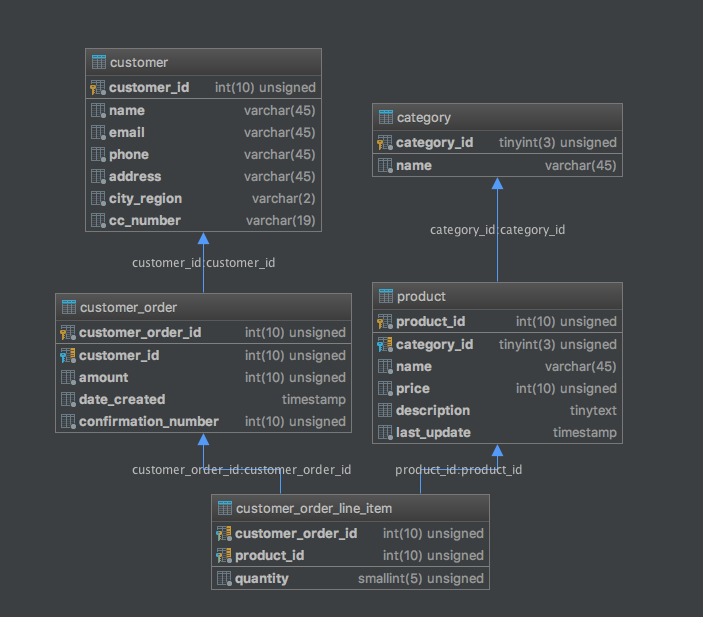 customer
customer_id int(10) unsigned
name varchar(45)
email varchar(45)
phone varchar(45)
address varchar(45)
city_region varchar(2)
cc_number varchar(19)
category
category_id tinyint(3) unsigned
name varchar(45)
customer_id:customer_id
category_id:category_id
customer_order
customer_order_id int(10) unsigned
customer_id int(10) unsigned
amount int(10) unsigned
date_created timestamp
confirmation_number int(10) unsigned
product
product_id int(10) unsigned
category_id tinyint(3) unsigned
name varchar(45)
price int(10) unsigned
description tinytext
last_update timestamp
customer_order_id:customer_order_id
product_id:product_id
customer_order_line_item
customer_order_id int(10) unsigned
product_id int(10) unsigned
quantity smallint(5) unsigned